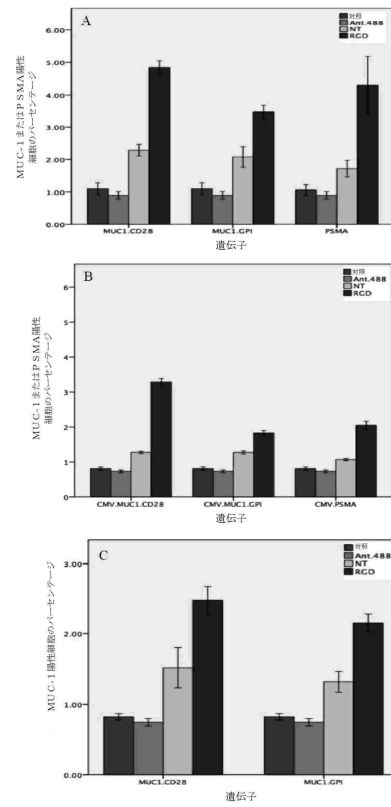 A
対照
Ant.488
NT
RGD
MUC-1またはPSMA陽性
細胞のパーセンテージ
6.00
5.00
4.00
3.00
2.00
1.00
0.00
MUC1.CD28
MUC1.GPI
PSMA
遺伝子
B
対照
Ant.488
NT
RGD
MUC-1またはPSMA陽性
細胞のパーセンテージ
6
5
4
3
2
1
0
CMV.MUC1.CD28
CMV.MUC1.GPI
CMV.PSMA
遺伝子
C
対照
Ant.488
NT
RGD
MUC-1陽性細胞のパーセンテージ
3.00
2.00
1.00
0.00
MUC1.CD28
MUC1.GPI
遺伝子